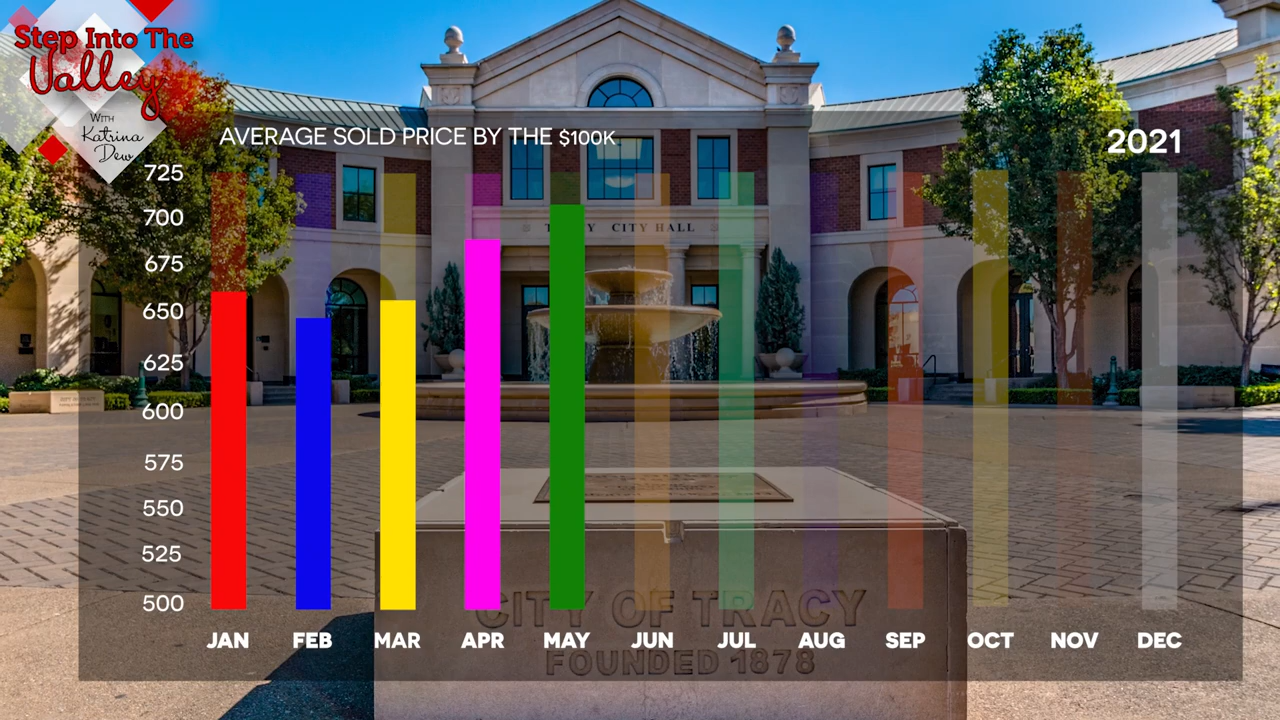 Step Into The
Valley
WITH
Katrina
Dew
AVERAGE SOLD PRICE BY THE $100K
2021
725
700
675
650
625
600
575
550
525
500
CITY HALL
JAN FEB MAR APR MAY JUN JUL AUG SEP OCT NOV DEC
CITY OF TRACY
FOUNDED 1878